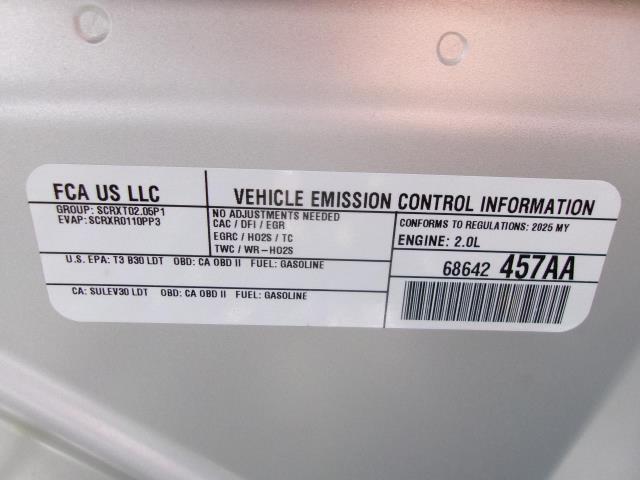 FCA US LLC
VEHICLE EMISSION CONTROL INFORMATION
GROUP: SCRXT02.05P1
EVAP: SCRXR0110PP3
NO ADJUSTMENTS NEEDED
CAC / DFI / EGR
EGRC / HO2S / TC
TWC / WR-HO2S
CONFORMS TO REGULATIONS: 2025 MY
ENGINE: 2.0L
U.S. EPA: T3 B30 LDT OBD: CA OBD II FUEL: GASOLINE
CA: SULEV30 LDT OBD: CA OBD II FUEL: GASOLINE
68642 457AA